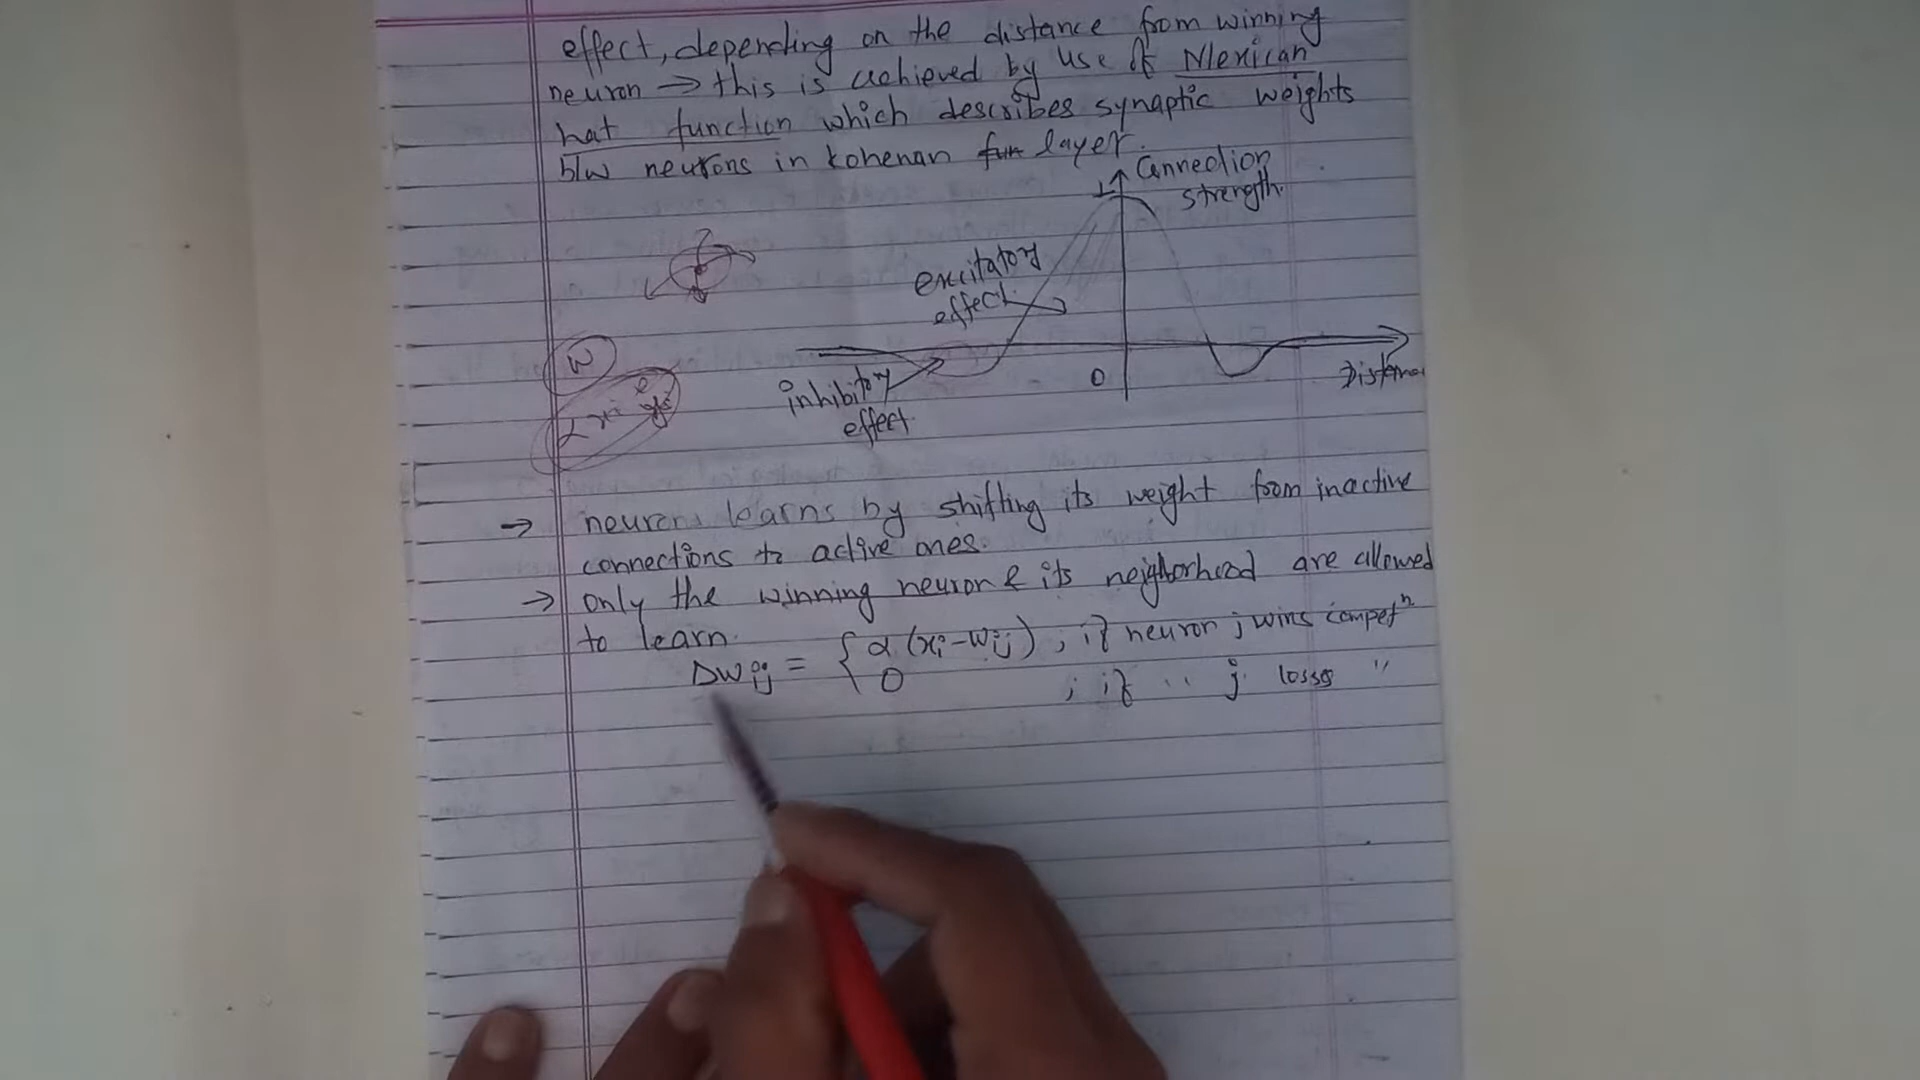 effect, depending on the distance from winning
neuron → this is achieved by use of Mexican
hat function which describes synaptic weights
b/w neurons in kohenan layer.
Connection
strength
excitatory
effect
W
inhibitory
effect
0
Distance
→ neuron learns by shifting its weight from inactive
connections to active ones.
→ only the winning neuron & its neighborhood are allowed
to learn.
Δwij = { α (xi - wij) ; if neuron j wins competⁿ
0 ; if " j loses "